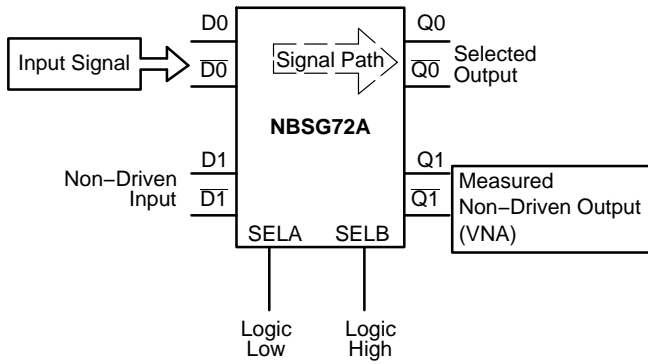 D0
Q0
Input Signal
D0
Signal Path
Q0
Selected
Output
NBSG72A
D1
Q1
Non−Driven
Input
D1
Q1
Measured
Non−Driven Output
(VNA)
SELA
SELB
Logic
Low
Logic
High